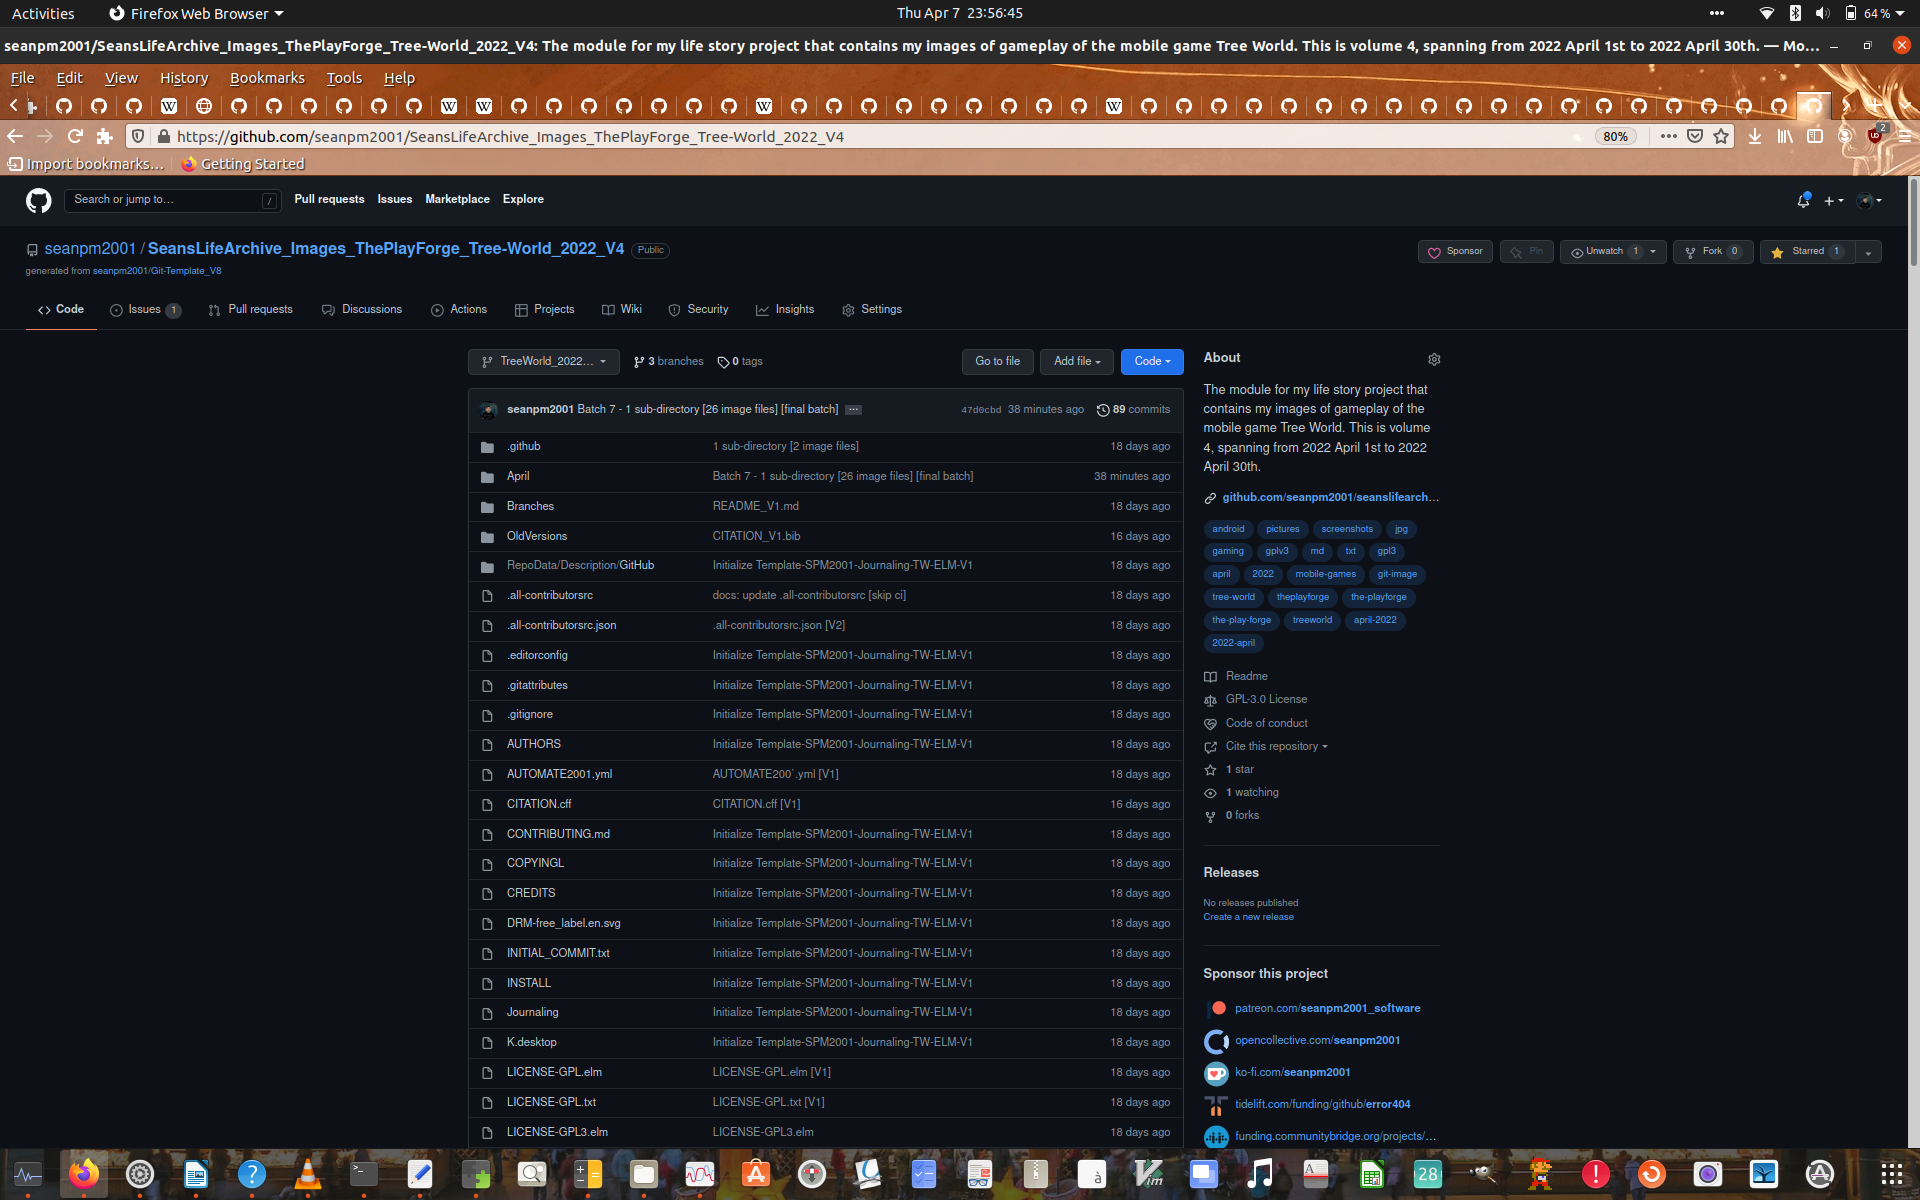 Activities
Firefox Web Browser
Thu Apr 7 23:56:45
64 %
seanpm2001/SeansLifeArchive_Images_ThePlayForge_Tree-World_2022_V4: The module for my life story project that contains my images of gameplay of the mobile game Tree World. This is volume 4, spanning from 2022 April 1st to 2022 April 30th. — Mo…
File Edit View History Bookmarks Tools Help
https://github.com/seanpm2001/SeansLifeArchive_Images_ThePlayForge_Tree-World_2022_V4
80%
2
Import bookmarks…
Getting Started
Search or jump to…
/
Pull requests Issues Marketplace Explore
seanpm2001 / SeansLifeArchive_Images_ThePlayForge_Tree-World_2022_V4 Public
Sponsor
Pin
Unwatch 1
Fork 0
Starred 1
generated from seanpm2001/Git-Template_V8
Code
Issues 1
Pull requests
Discussions
Actions
Projects
Wiki
Security
Insights
Settings
TreeWorld_2022...
3 branches
0 tags
Go to file
Add file
Code
seanpm2001 Batch 7 - 1 sub-directory [26 image files] [final batch] ...
47d0cbd 38 minutes ago
89 commits
.github 1 sub-directory [2 image files] 18 days ago
April Batch 7 - 1 sub-directory [26 image files] [final batch] 38 minutes ago
Branches README_V1.md 18 days ago
OldVersions CITATION_V1.bib 16 days ago
RepoData/Description/GitHub Initialize Template-SPM2001-Journaling-TW-ELM-V1 18 days ago
.all-contributorsrc docs: update .all-contributorsrc [skip ci] 18 days ago
.all-contributorsrc.json .all-contributorsrc.json [V2] 18 days ago
.editorconfig Initialize Template-SPM2001-Journaling-TW-ELM-V1 18 days ago
.gitattributes Initialize Template-SPM2001-Journaling-TW-ELM-V1 18 days ago
.gitignore Initialize Template-SPM2001-Journaling-TW-ELM-V1 18 days ago
AUTHORS Initialize Template-SPM2001-Journaling-TW-ELM-V1 18 days ago
AUTOMATE2001.yml AUTOMATE200`.yml [V1] 18 days ago
CITATION.cff CITATION.cff [V1] 16 days ago
CONTRIBUTING.md Initialize Template-SPM2001-Journaling-TW-ELM-V1 18 days ago
COPYINGL Initialize Template-SPM2001-Journaling-TW-ELM-V1 18 days ago
CREDITS Initialize Template-SPM2001-Journaling-TW-ELM-V1 18 days ago
DRM-free_label.en.svg Initialize Template-SPM2001-Journaling-TW-ELM-V1 18 days ago
INITIAL_COMMIT.txt Initialize Template-SPM2001-Journaling-TW-ELM-V1 18 days ago
INSTALL Initialize Template-SPM2001-Journaling-TW-ELM-V1 18 days ago
Journaling Initialize Template-SPM2001-Journaling-TW-ELM-V1 18 days ago
K.desktop Initialize Template-SPM2001-Journaling-TW-ELM-V1 18 days ago
LICENSE-GPL.elm LICENSE-GPL.elm [V1] 18 days ago
LICENSE-GPL.txt LICENSE-GPL.txt [V1] 18 days ago
LICENSE-GPL3.elm LICENSE-GPL3.elm 18 days ago
About
The module for my life story project that
contains my images of gameplay of the
mobile game Tree World. This is volume
4, spanning from 2022 April 1st to 2022
April 30th.
github.com/seanpm2001/seanslifearch…
android pictures screenshots jpg
gaming gplv3 md txt gpl3
april 2022 mobile-games git-image
tree-world theplayforge the-playforge
the-play-forge treeworld april-2022
2022-april
Readme
GPL-3.0 License
Code of conduct
Cite this repository
1 star
1 watching
0 forks
Releases
No releases published
Create a new release
Sponsor this project
patreon.com/seanpm2001_software
opencollective.com/seanpm2001
ko-fi.com/seanpm2001
tidelift.com/funding/github/error404
funding.communitybridge.org/projects/…
28